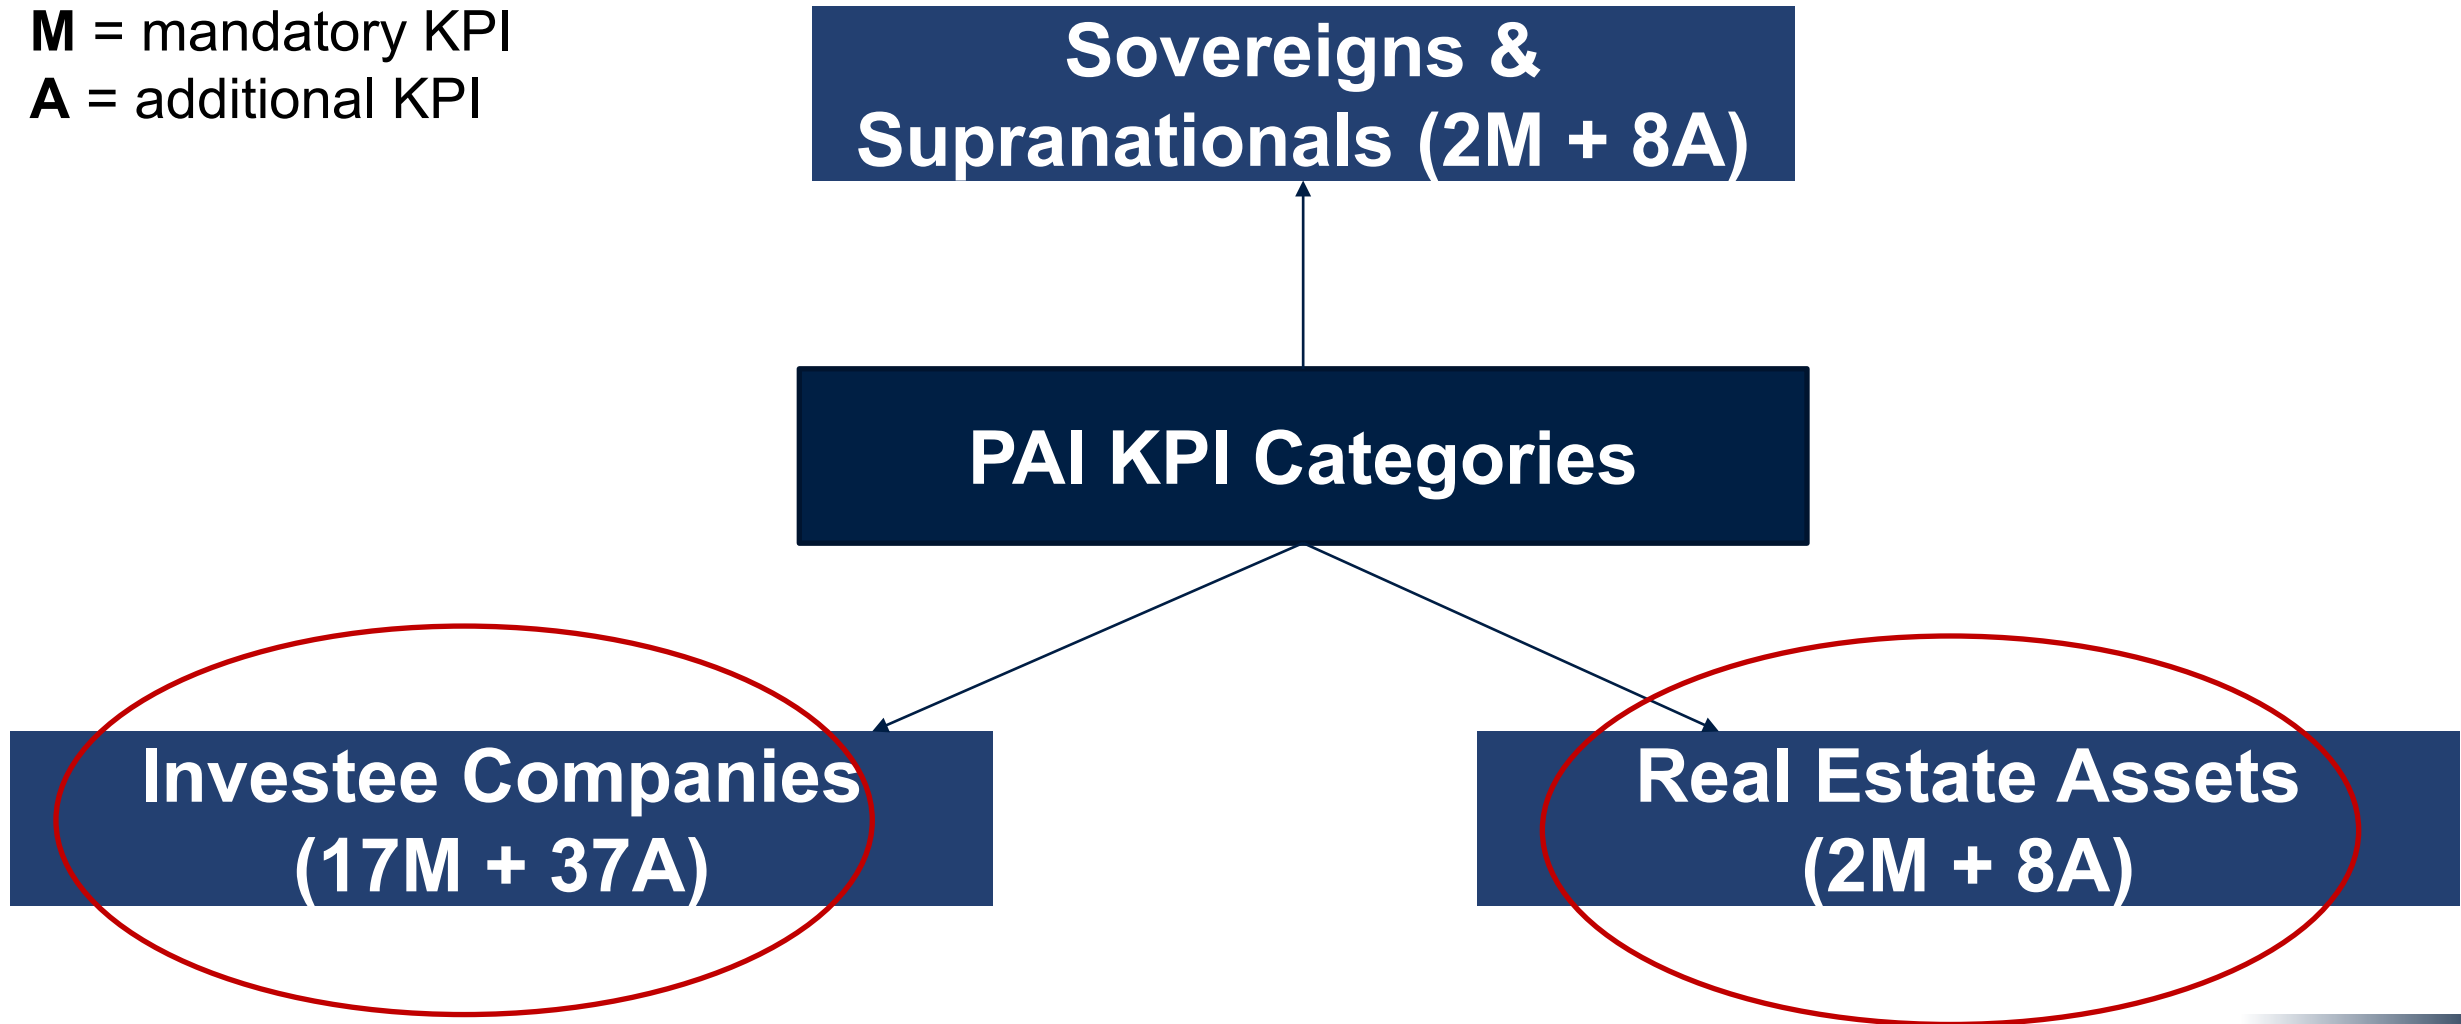 M = mandatory KPI
A = additional KPI
Sovereigns &
Supranationals (2M + 8A)
PAI KPI Categories
Investee Companies
(17M + 37A)
Real Estate Assets
(2M + 8A)